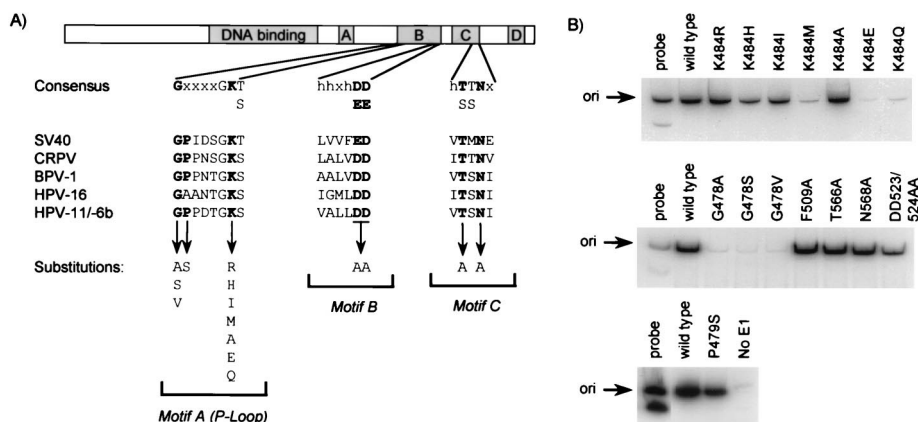 A)
DNA binding A B C D
Consensus GxxxxGKT hhxhDD hTTNx
S EE SS
SV40 GPIDSGKT LVVFED VTMNE
CRPV GPPNSGKS LALVDD ITTNV
BPV-1 GPPNTGKS AALVDD VTSNI
HPV-16 GAANTGKS IGMLDD ITSNI
HPV-11/-6b GPPDTGKS VALLDD VTSNI
Substitutions: AS R AA A A
S H
V I
M
A
E
Q
Motif B
Motif C
Motif A (P-Loop)
B)
probe wild type K484R K484H K484I K484M K484A K484E K484Q
ori
probe wild type G478A G478S G478V F509A T566A N568A DD523/
524AA
ori
probe wild type P479S No E1
ori